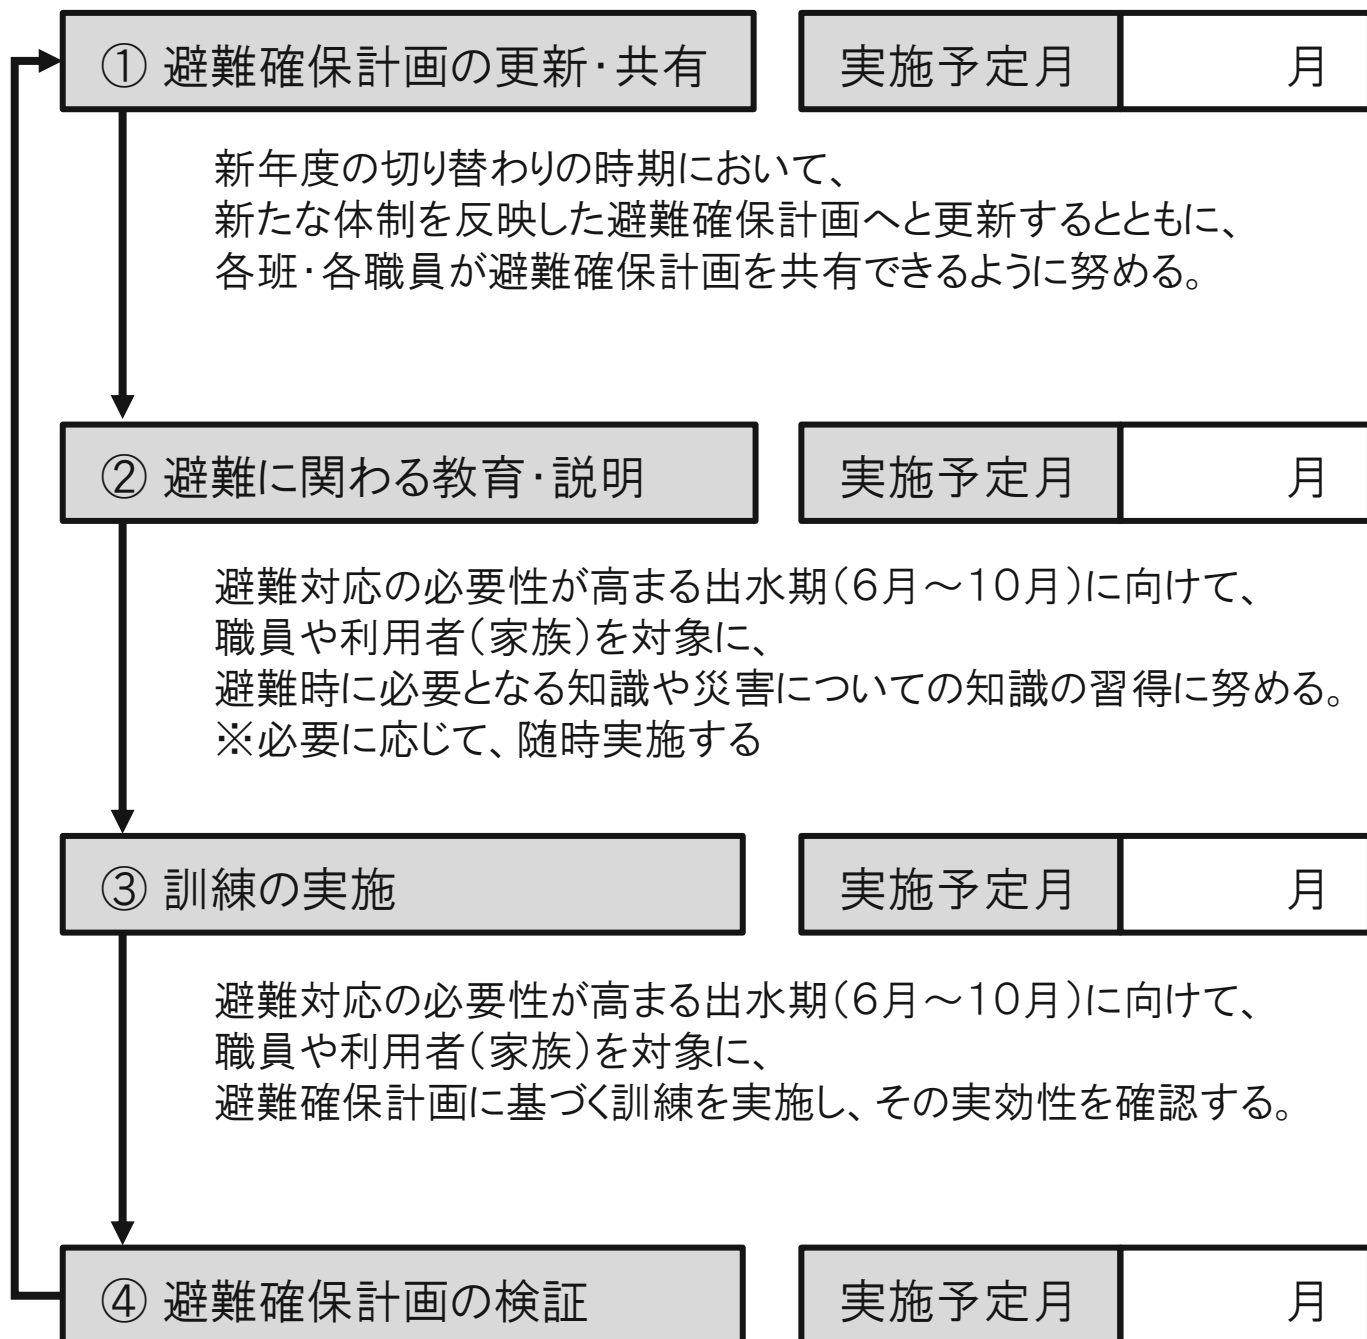 ① 避難確保計画の更新・共有
実施予定月 月
新年度の切り替わりの時期において、
新たな体制を反映した避難確保計画へと更新するとともに、
各班・各職員が避難確保計画を共有できるように努める。
② 避難に関わる教育・説明
実施予定月 月
避難対応の必要性が高まる出水期（６月～１０月）に向けて、
職員や利用者（家族）を対象に、
避難時に必要となる知識や災害についての知識の習得に努める。
※必要に応じて、随時実施する
③ 訓練の実施
実施予定月 月
避難対応の必要性が高まる出水期（６月～１０月）に向けて、
職員や利用者（家族）を対象に、
避難確保計画に基づく訓練を実施し、その実効性を確認する。
④ 避難確保計画の検証
実施予定月 月